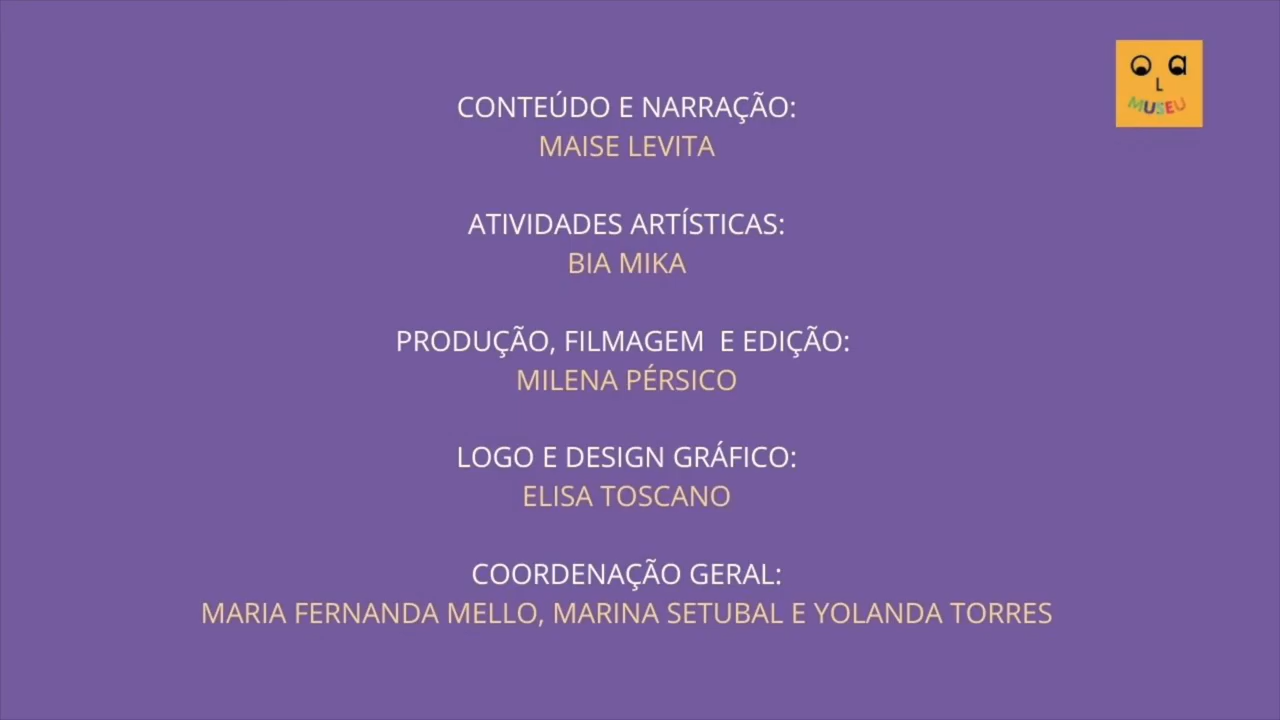 O a
L
MUSEU
CONTEÚDO E NARRAÇÃO:
MAISE LEVITA
ATIVIDADES ARTÍSTICAS:
BIA MIKA
PRODUÇÃO, FILMAGEM  E EDIÇÃO:
MILENA PÉRSICO
LOGO E DESIGN GRÁFICO:
ELISA TOSCANO
COORDENAÇÃO GERAL:
MARIA FERNANDA MELLO, MARINA SETUBAL E YOLANDA TORRES